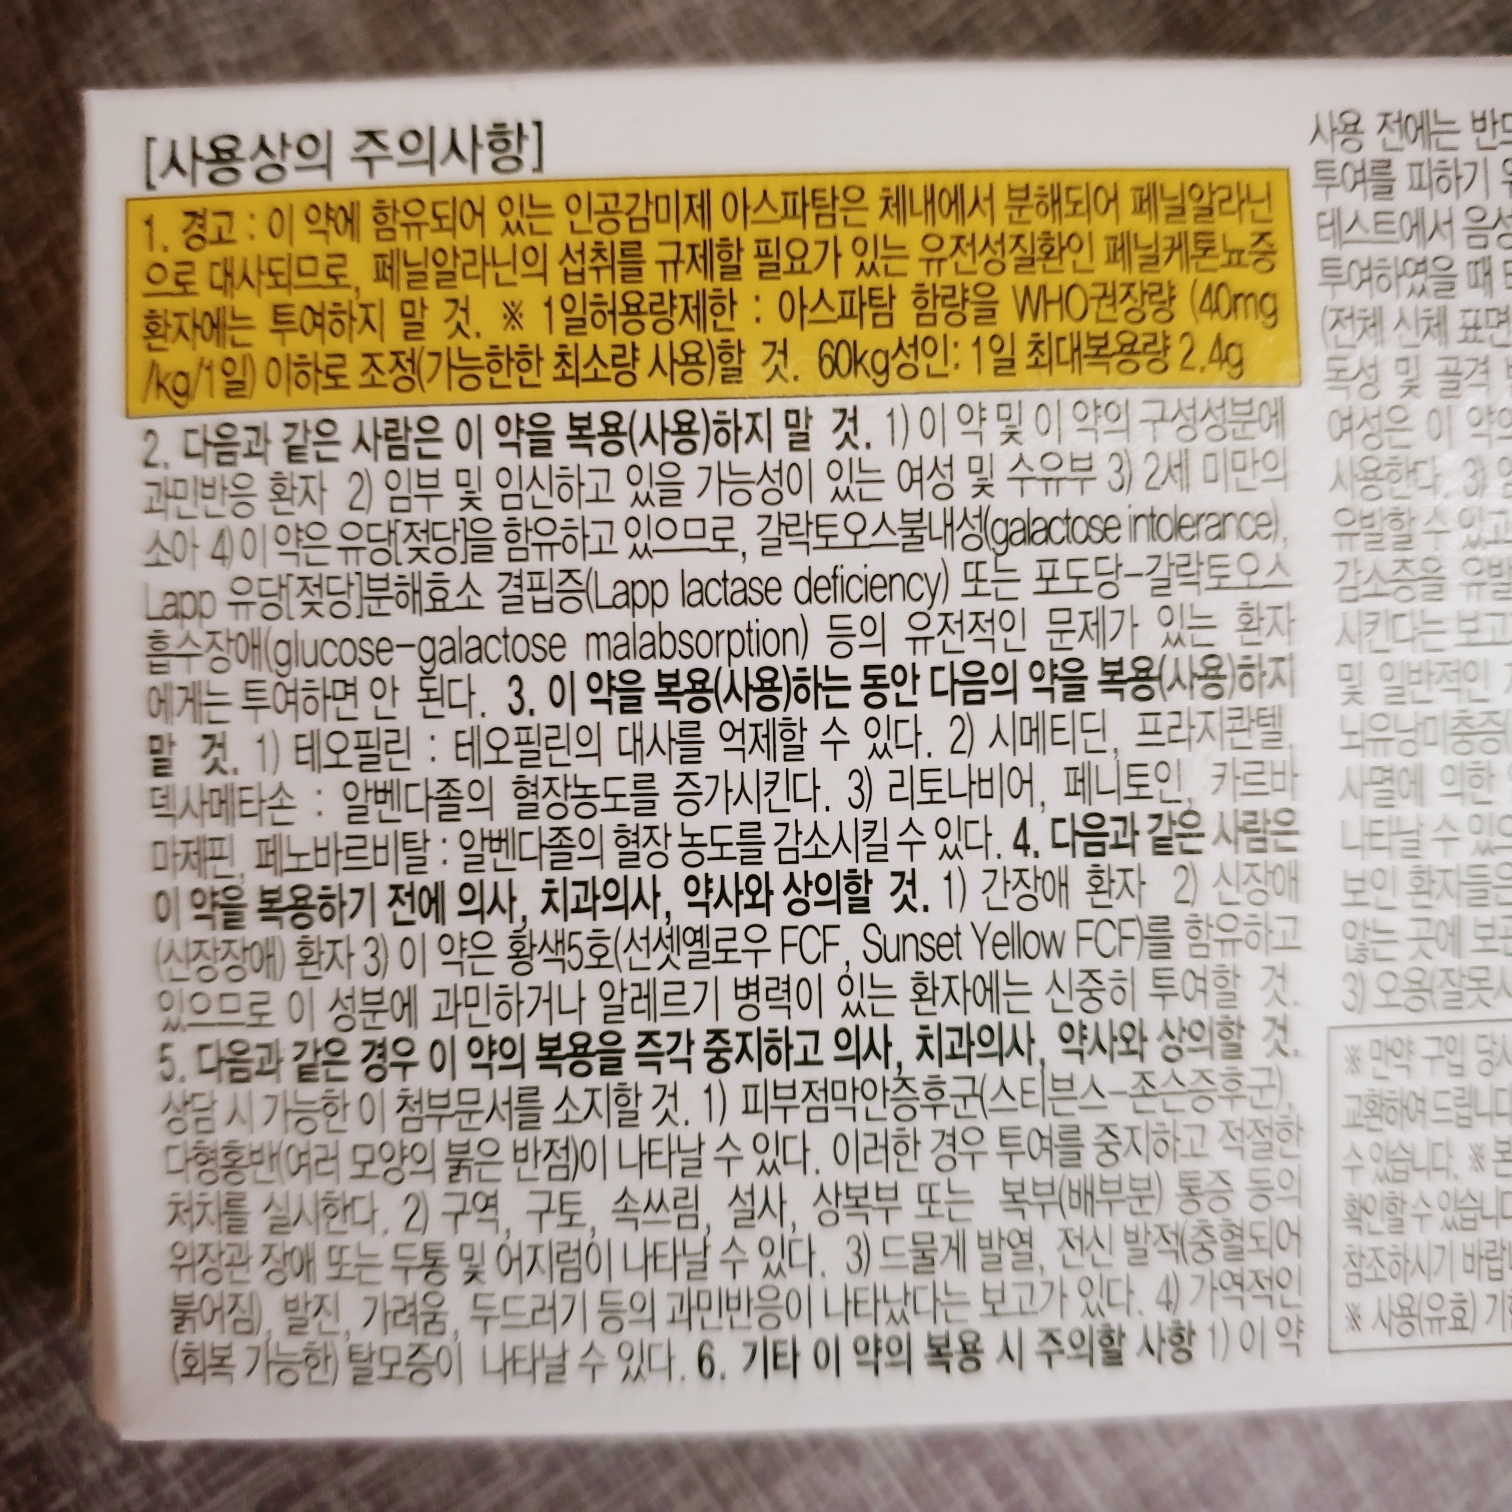 [사용상의 주의사항]
1. 경고 : 이 약에 함유되어 있는 인공감미제 아스파탐은 체내에서 분해되어 페닐알라닌
으로 대사되므로, 페닐알라닌의 섭취를 규제할 필요가 있는 유전성질환인 페닐케톤뇨증
환자에는 투여하지 말 것. ※ 1일허용량제한 : 아스파탐 함량을 WHO권장량 (40mg
/kg/1일) 이하로 조정(가능한한 최소량 사용)할 것. 60kg성인: 1일 최대복용량 2.4g
2. 다음과 같은 사람은 이 약을 복용(사용)하지 말 것. 1) 이 약 및 이 약의 구성성분에
과민반응 환자 2) 임부 및 임신하고 있을 가능성이 있는 여성 및 수유부 3) 2세 미만의
소아 4) 이 약은 유당[젖당]을 함유하고 있으므로, 갈락토오스불내성(galactose intolerance),
Lapp 유당[젖당]분해효소 결핍증(Lapp lactase deficiency) 또는 포도당-갈락토오스
흡수장애(glucose-galactose malabsorption) 등의 유전적인 문제가 있는 환자
에게는 투여하면 안 된다. 3. 이 약을 복용(사용)하는 동안 다음의 약을 복용(사용)하지
말 것. 1) 테오필린 : 테오필린의 대사를 억제할 수 있다. 2) 시메티딘, 프라지콴텔,
덱사메타손 : 알벤다졸의 혈장농도를 증가시킨다. 3) 리토나비어, 페니토인, 카르바
마제핀, 페노바르비탈 : 알벤다졸의 혈장 농도를 감소시킬 수 있다. 4. 다음과 같은 사람은
이 약을 복용하기 전에 의사, 치과의사, 약사와 상의할 것. 1) 간장애 환자 2) 신장애
(신장장애) 환자 3) 이 약은 황색5호(선셋옐로우 FCF, Sunset Yellow FCF)를 함유하고
있으므로 이 성분에 과민하거나 알레르기 병력이 있는 환자에는 신중히 투여할 것.
5. 다음과 같은 경우 이 약의 복용을 즉각 중지하고 의사, 치과의사, 약사와 상의할 것.
상담 시 가능한 이 첨부문서를 소지할 것. 1) 피부점막안증후군(스티븐스-존슨증후군),
다형홍반(여러 모양의 붉은 반점)이 나타날 수 있다. 이러한 경우 투여를 중지하고 적절한
처치를 실시한다. 2) 구역, 구토, 속쓰림, 설사, 상복부 또는 복부(배부분) 통증 등의
위장관 장애 또는 두통 및 어지럼이 나타날 수 있다. 3) 드물게 발열, 전신 발적(충혈되어
붉어짐), 발진, 가려움, 두드러기 등의 과민반응이 나타났다는 보고가 있다. 4) 가역적인
(회복 가능한) 탈모증이 나타날 수 있다. 6. 기타 이 약의 복용 시 주의할 사항 1) 이 약
사용 전에는
투여를 피하기
테스트에서
투여하였을 때
(전체 신체
독성 및 골격
여성은 이
사용한다. 3)
유발할 수
감소증을
시킨다는
및 일반적인
뇌유낭미충증
사멸에 의한
나타날 수
보인 환자들은
않는 곳에
3)
※ 만약 구입
교환하여 드립니다
수 있습니다. ※
확인할 수 있습니다
참조하시기
※ 사용(유효)